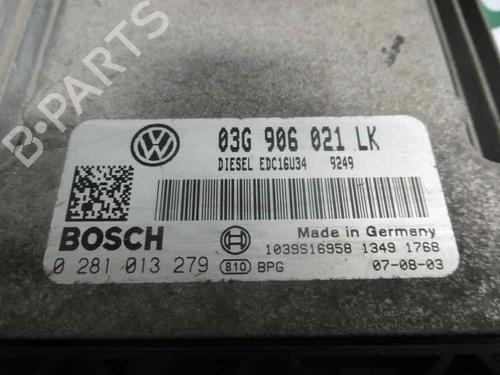 03G 906 021 LK
DIESEL EDC16U34 9249
BOSCH
Made in Germany
1039S16958 1349 1768
0 281 013 279 810 BPG 07-08-03